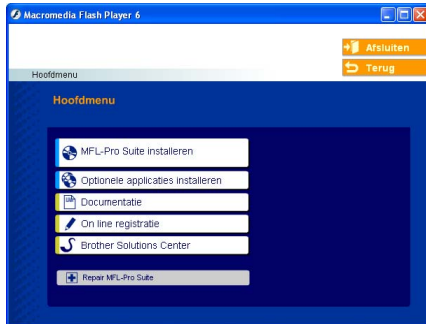 Macromedia Flash Player 6
Afsluiten
Terug
Hoofdmenu
Hoofdmenu
MFL-Pro Suite installeren
Optionele applicaties installeren
Documentatie
On line registratie
Brother Solutions Center
Repair MFL-Pro Suite